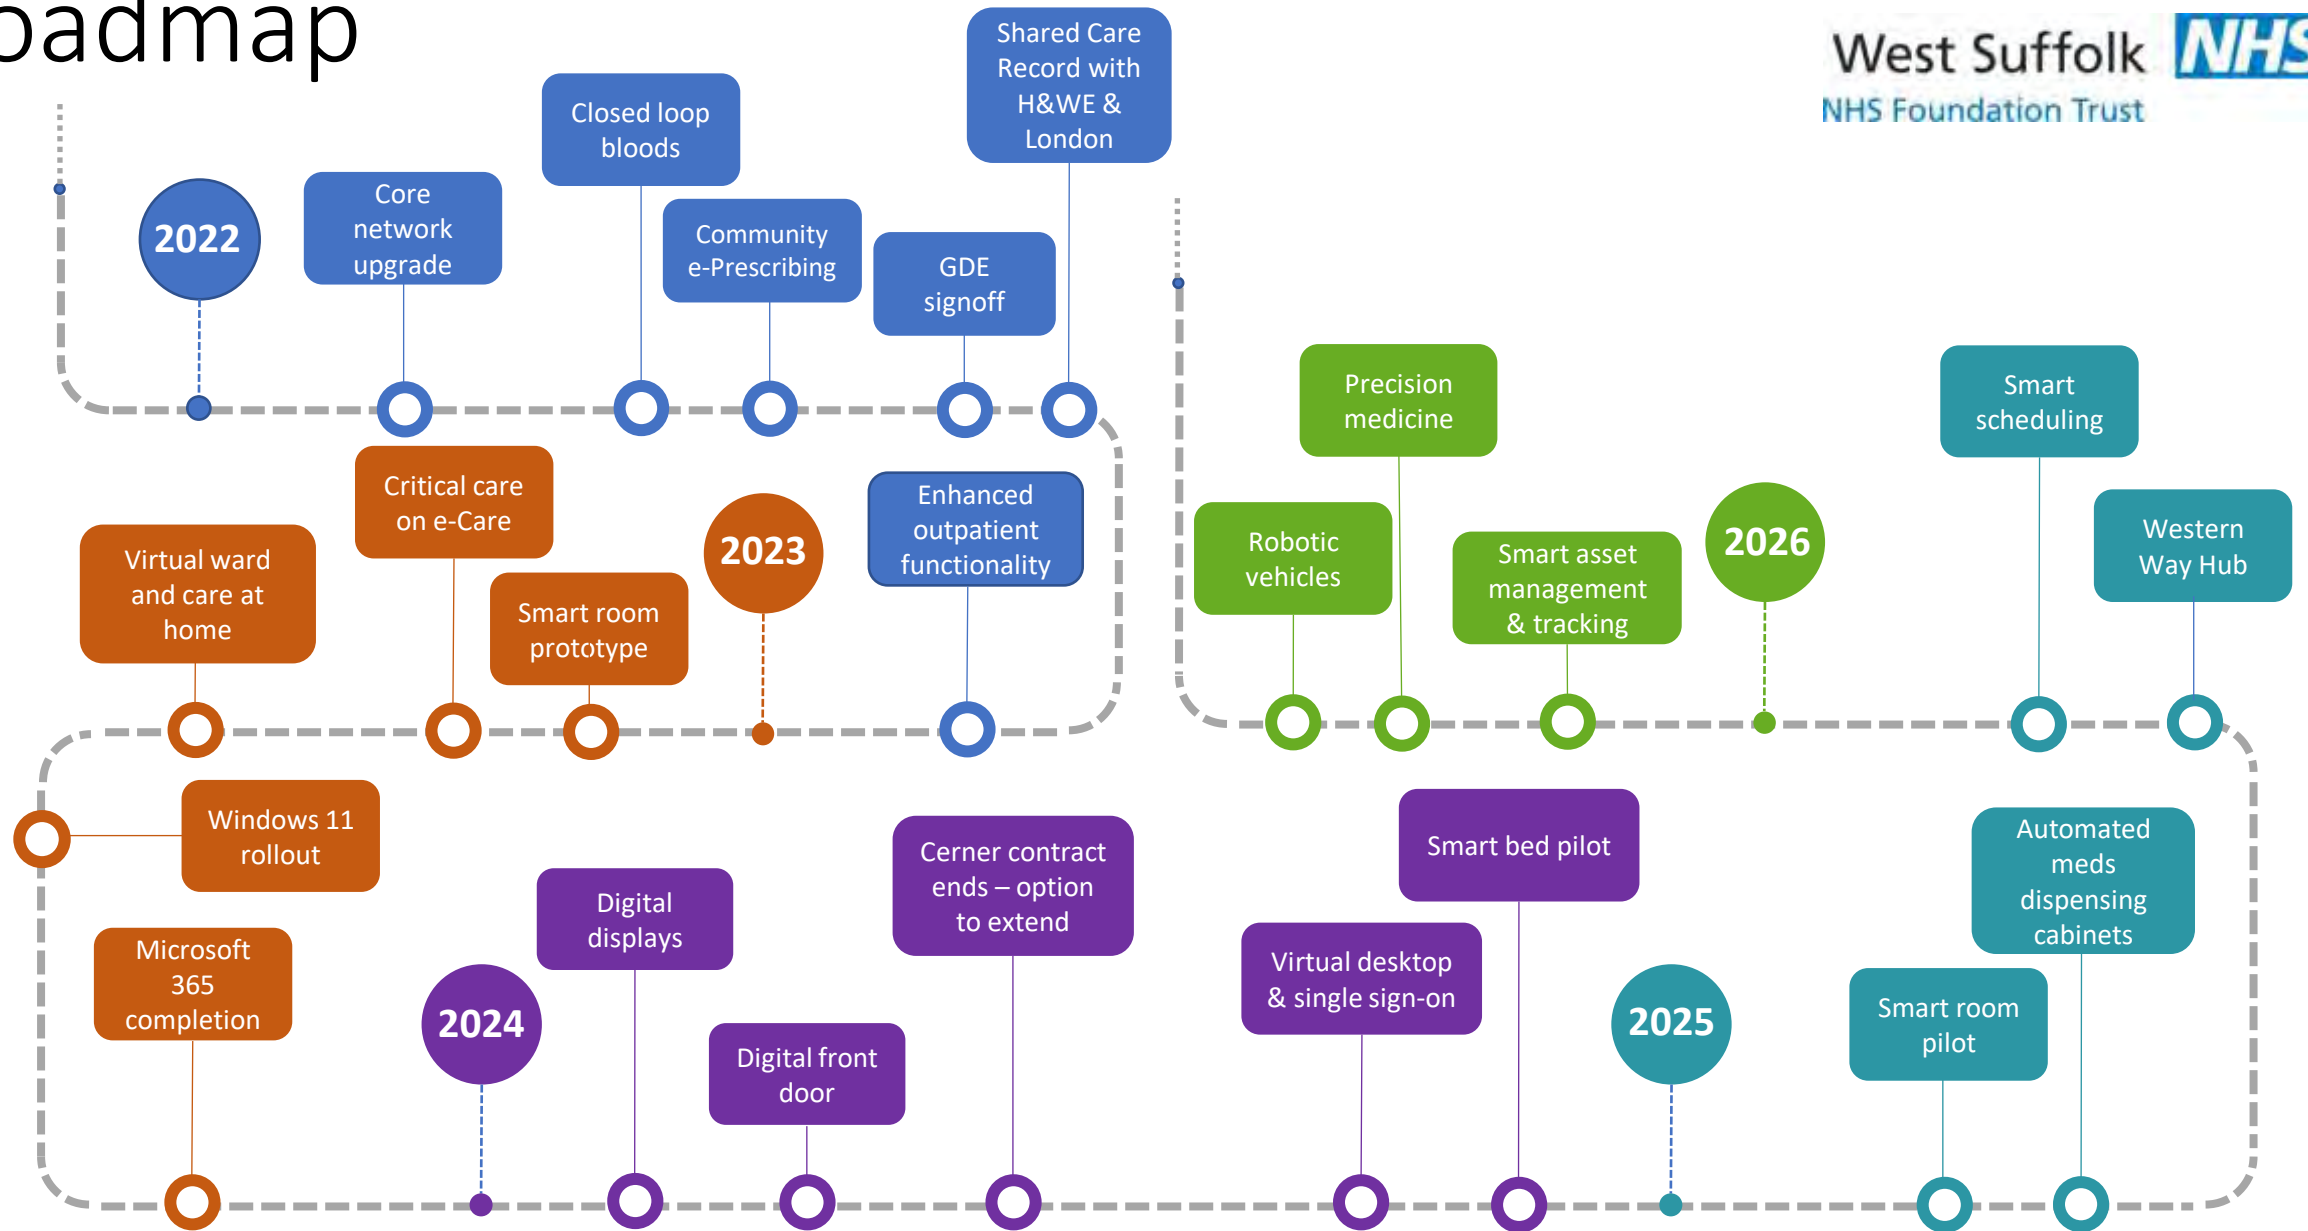 oadmap
West Suffolk NHS
NHS Foundation Trust
2022
Core
network
upgrade
Closed loop
bloods
Community
e-Prescribing
GDE
signoff
Shared Care
Record with
H&WE &
London
Enhanced
outpatient
functionality
2023
Smart room
prototype
Critical care
on e-Care
Virtual ward
and care at
home
Windows 11
rollout
Microsoft
365
completion
2024
Digital
displays
Digital front
door
Cerner contract
ends – option
to extend
Virtual desktop
& single sign-on
Smart bed pilot
2025
Smart room
pilot
Automated
meds
dispensing
cabinets
Western
Way Hub
Smart
scheduling
2026
Smart asset
management
& tracking
Precision
medicine
Robotic
vehicles